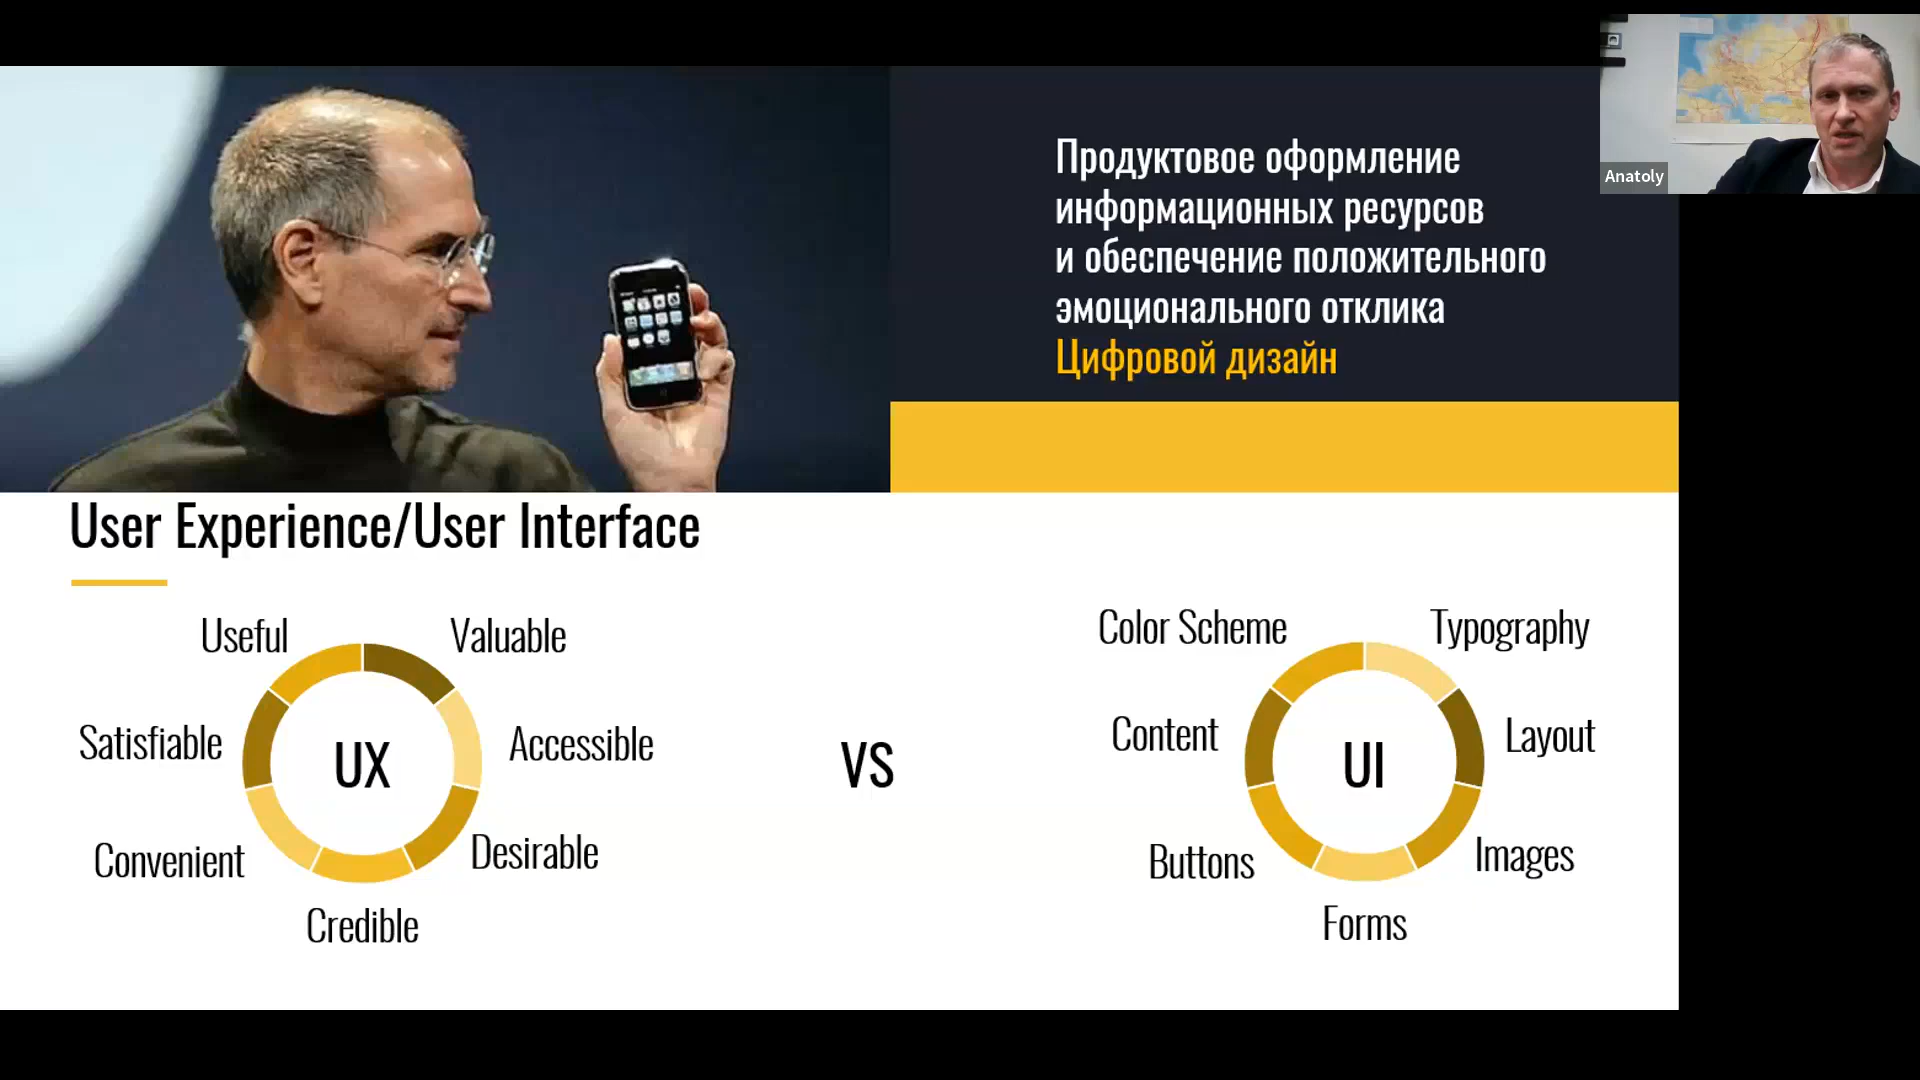 Продуктовое оформление
информационных ресурсов
и обеспечение положительного
эмоционального отклика
Цифровой дизайн
Anatoly
User Experience/User Interface
Useful
Valuable
Satisfiable
UX
Accessible
Convenient
Desirable
Credible
VS
Color Scheme
Typography
Content
UI
Layout
Buttons
Images
Forms